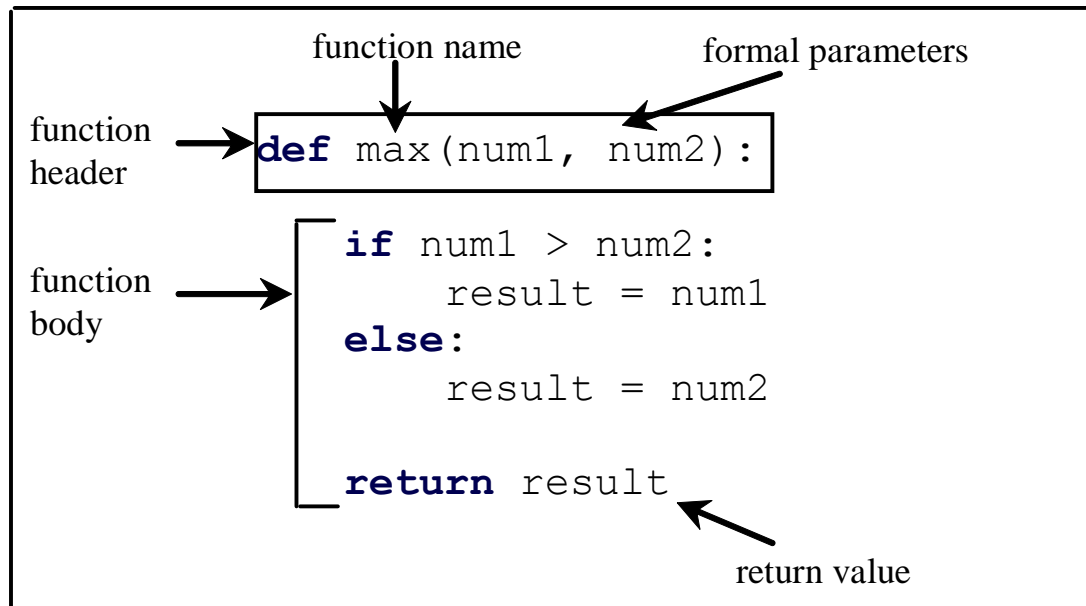 function name
formal parameters
function
header
def max(num1, num2):
function
body
if num1 > num2:
result = num1
else:
result = num2
return result
return value